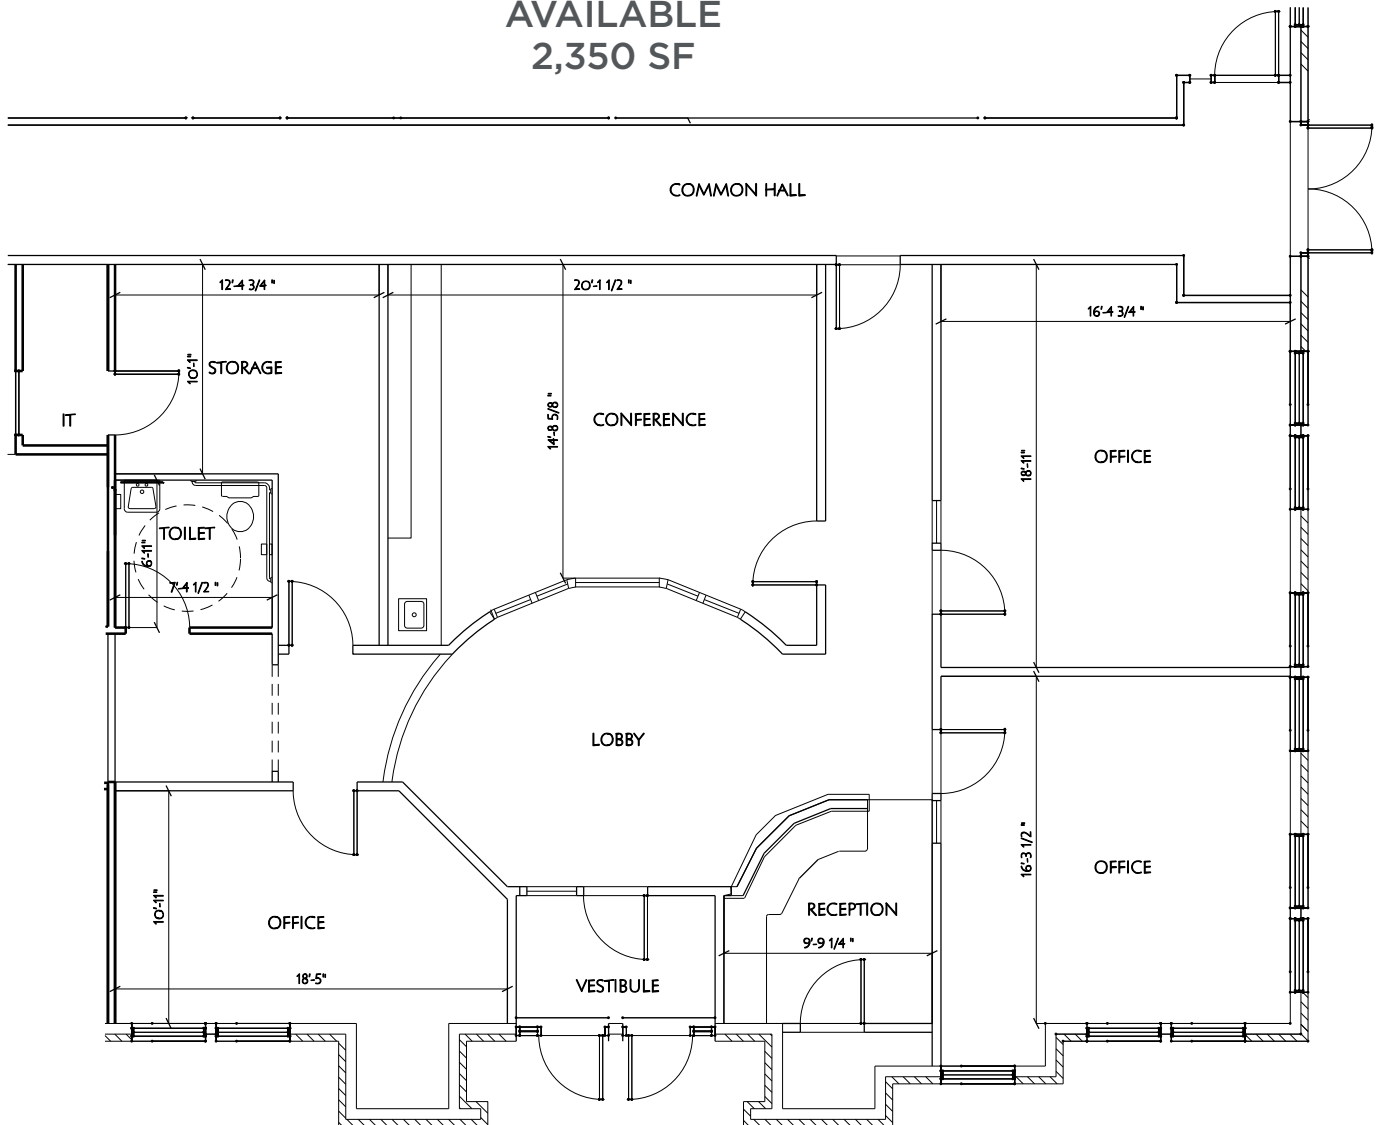 AVAILABLE
2,350 SF
COMMON HALL
12'-4 3/4 "
20'-1 1/2 "
16'-4 3/4 "
10'-1"
STORAGE
IT
14'-8 5/8 "
CONFERENCE
18'-11"
OFFICE
TOILET
6'-11"
7'-4 1/2 "
LOBBY
16'-3 1/2 "
OFFICE
10'-11"
OFFICE
RECEPTION
9'-9 1/4 "
18'-5"
VESTIBULE